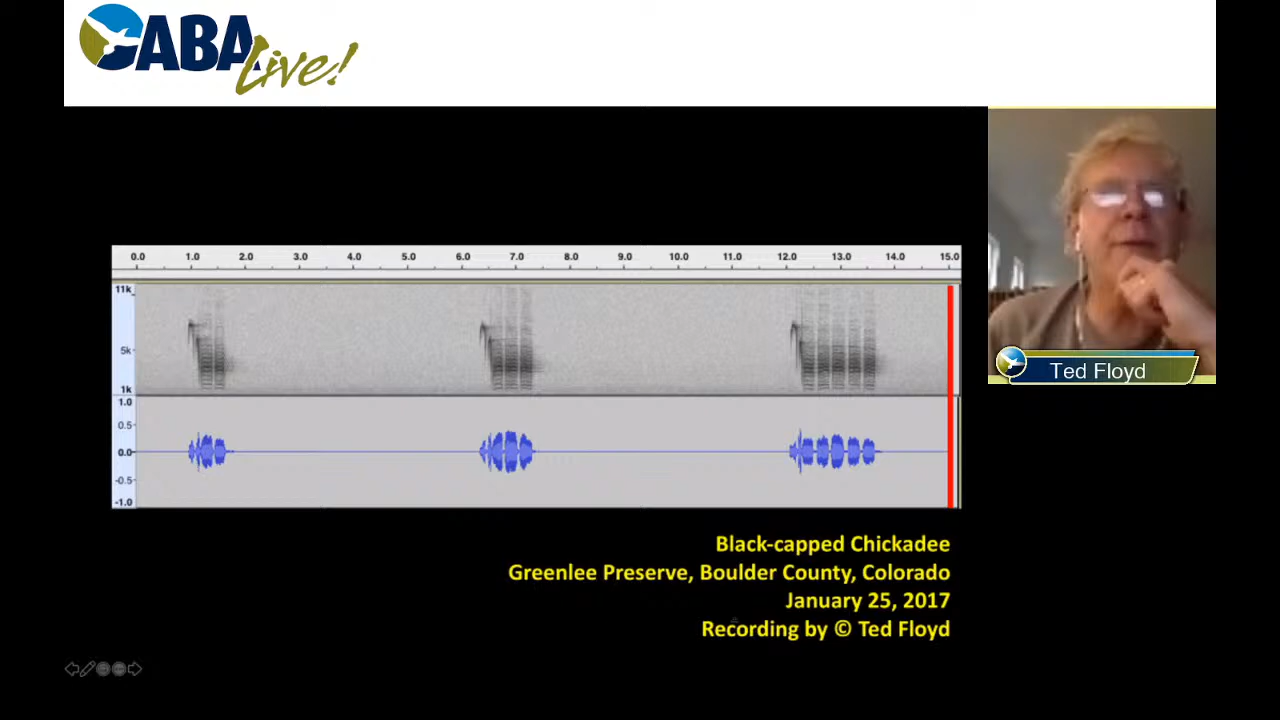 ABA
Live!
0.0 1.0 2.0 3.0 4.0 5.0 6.0 7.0 8.0 9.0 10.0 11.0 12.0 13.0 14.0 15.0
11k
5k
1k
1.0
0.5
0.0
-0.5
-1.0
Ted Floyd
Black-capped Chickadee
Greenlee Preserve, Boulder County, Colorado
January 25, 2017
Recording by © Ted Floyd